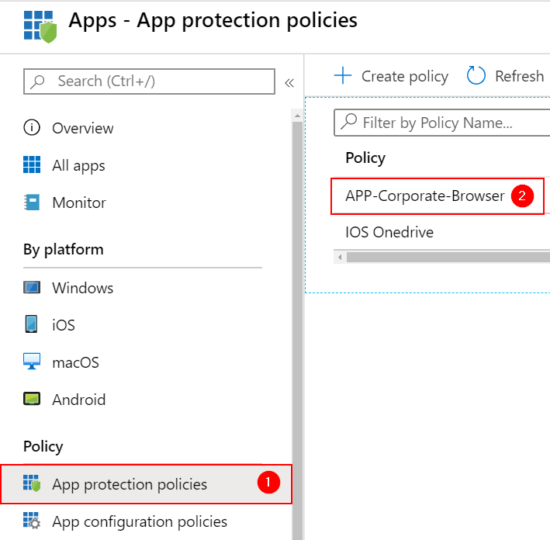 Apps - App protection policies
Search (Ctrl+/)
«
Overview
All apps
Monitor
By platform
Windows
iOS
macOS
Android
Policy
App protection policies 1
App configuration policies
+ Create policy Refresh
Filter by Policy Name...
Policy
APP-Corporate-Browser 2
IOS Onedrive